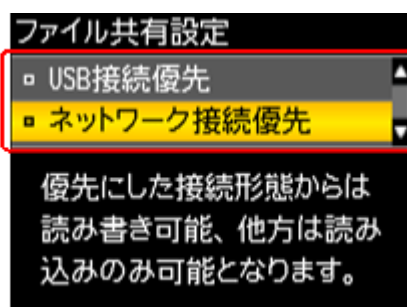 ファイル共有設定
USB接続優先
ネットワーク接続優先
優先にした接続形態からは
読み書き可能、他方は読み
込みのみ可能となります。